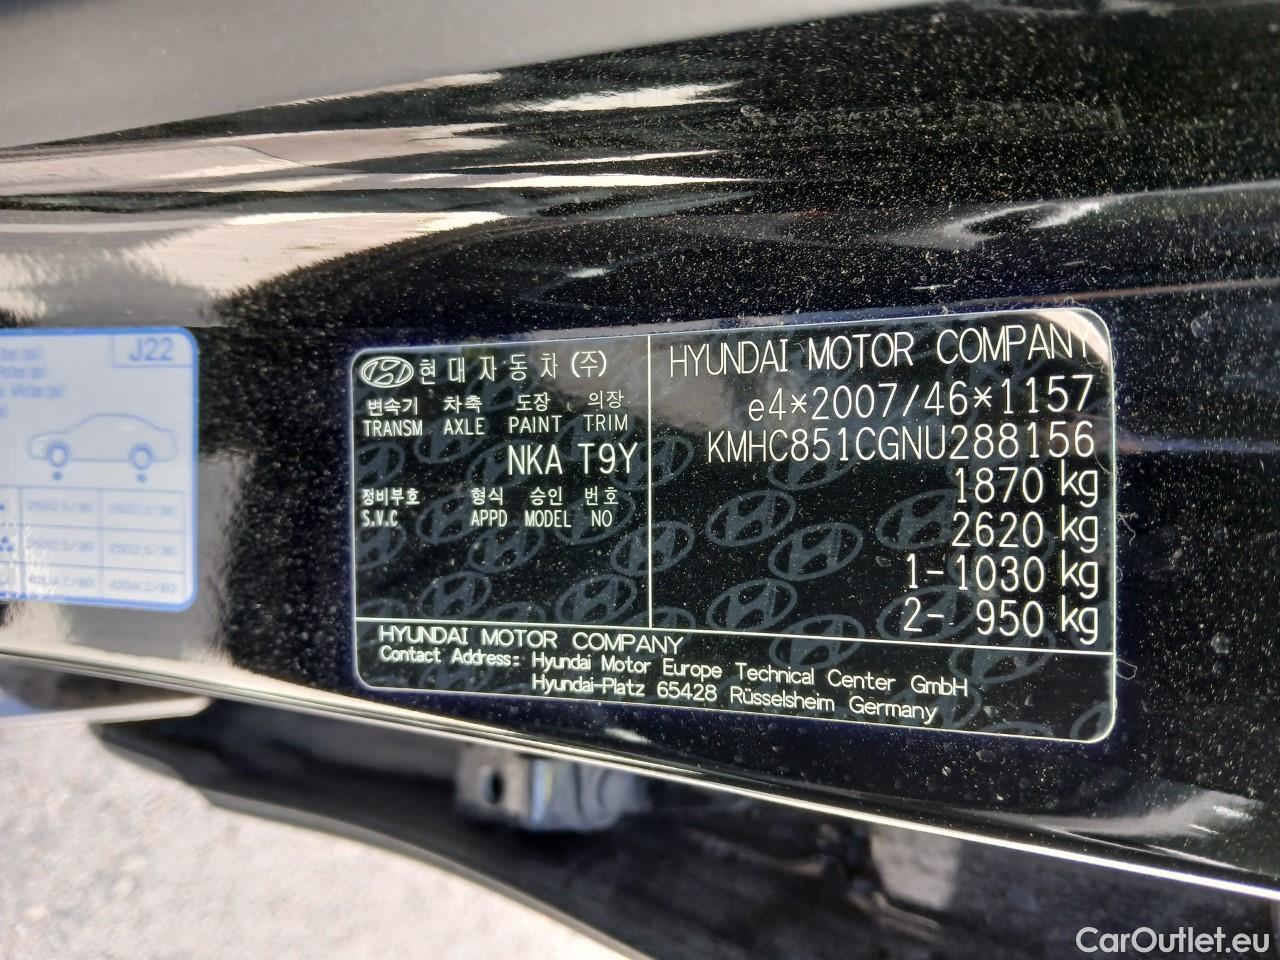 J22
현대자동차(주)
변속기 차축 도장 의장
TRANSM AXLE PAINT TRIM
NKA T9Y
정비부호 형식 승인 번호
S.V.C APPD MODEL NO
HYUNDAI MOTOR COMPANY
e4*2007/46*1157
KMHC851CGNU288156
1870 kg
2620 kg
1- 1030 kg
2- 950 kg
HYUNDAI MOTOR COMPANY
Contact Address: Hyundai Motor Europe Technical Center GmbH
Hyundai-Platz 65428 Rüsselsheim Germany
CarOutlet.eu